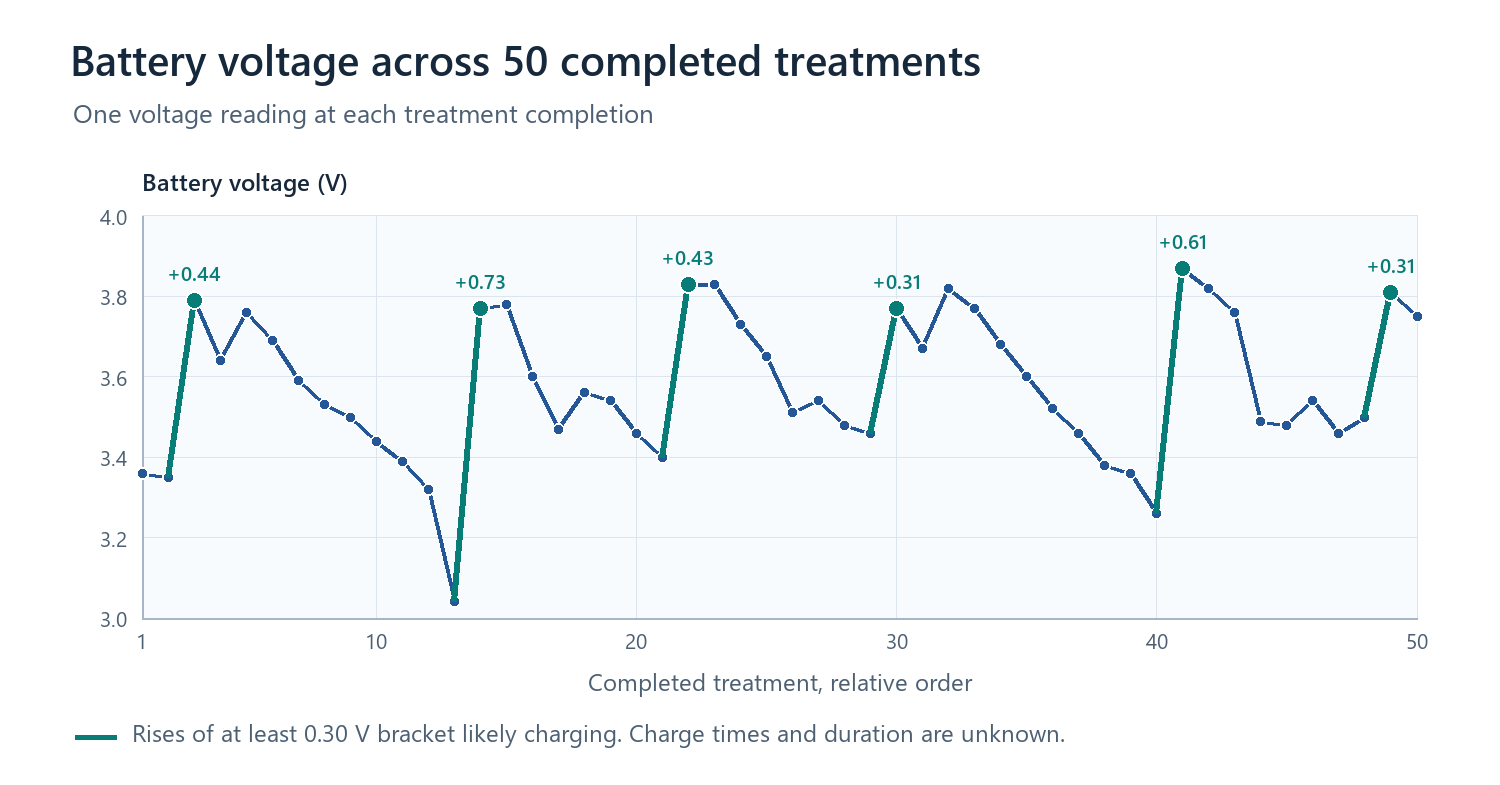 Battery voltage across 50 completed treatments
One voltage reading at each treatment completion
Battery voltage (V)
4.0
+0.61
+0.43
+0.31
+0.44
+0.73
+0.31
3.8
3.6
3.4
3.2
3.0
1 10 20 30 40 50
Completed treatment, relative order
Rises of at least 0.30 V bracket likely charging. Charge times and duration are unknown.